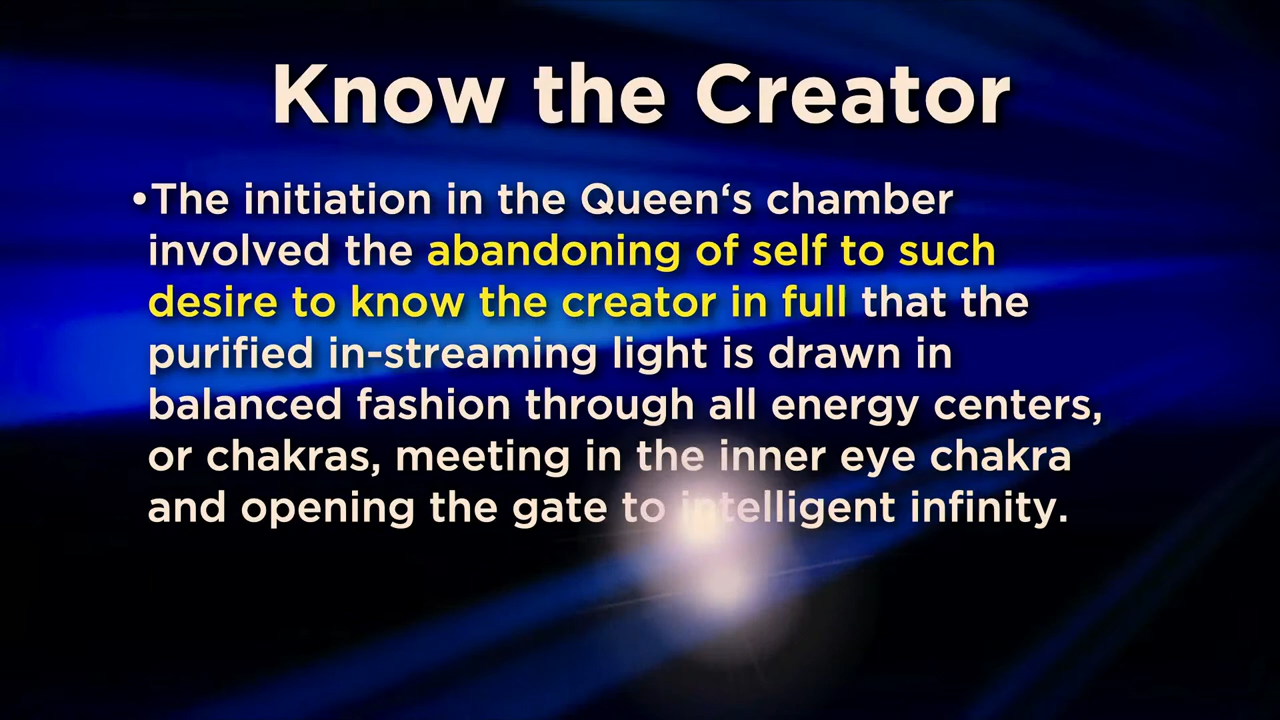 Know the Creator
•The initiation in the Queen‘s chamber
involved the abandoning of self to such
desire to know the creator in full that the
purified in-streaming light is drawn in
balanced fashion through all energy centers,
or chakras, meeting in the inner eye chakra
and opening the gate to intelligent infinity.